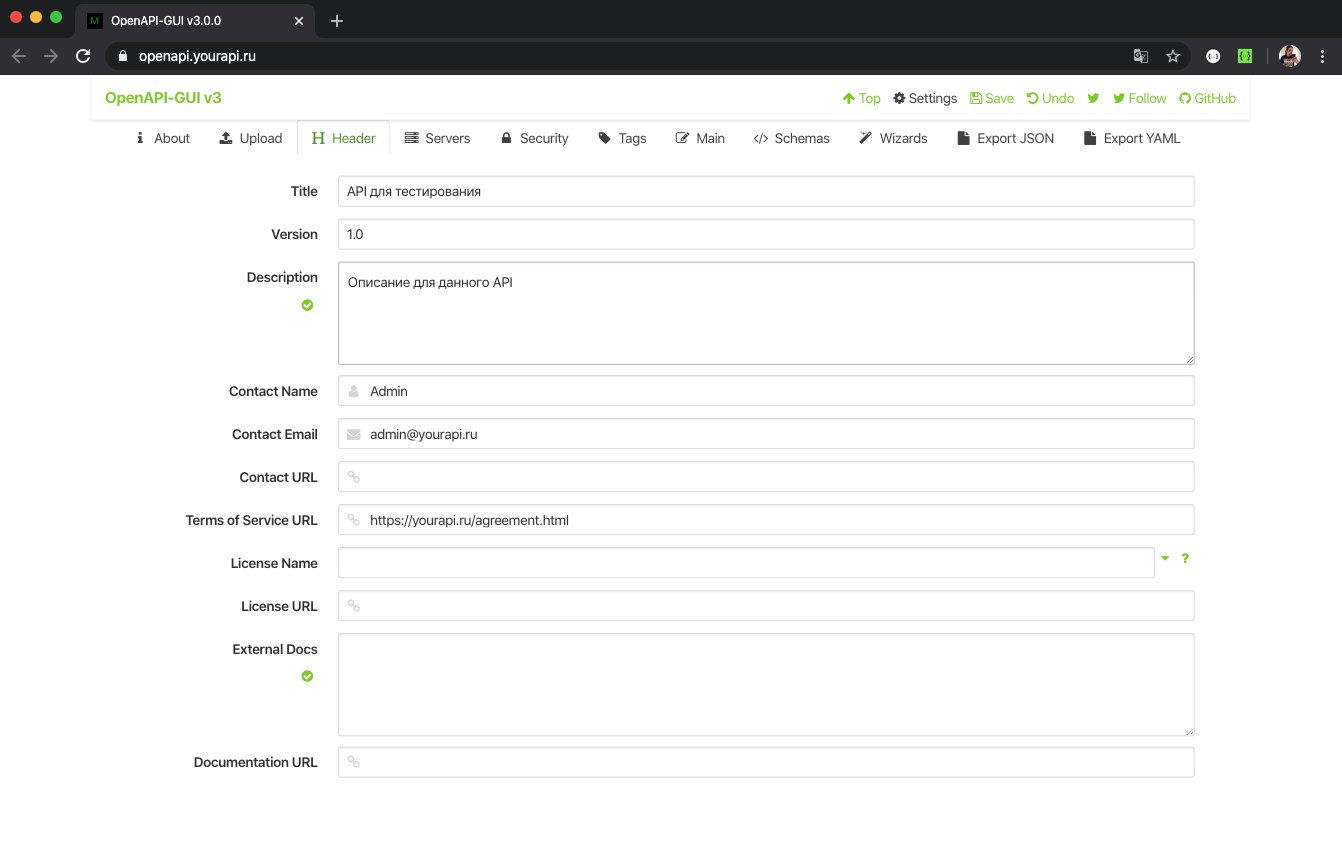 OpenAPI-GUI v3.0.0
openapi.yourapi.ru
OpenAPI-GUI v3
Top Settings Save Undo Follow GitHub
About Upload Header Servers Security Tags Main Schemas Wizards Export JSON Export YAML
Title API для тестирования
Version 1.0
Description Описание для данного API
Contact Name Admin
Contact Email admin@yourapi.ru
Contact URL
Terms of Service URL https://yourapi.ru/agreement.html
License Name ?
License URL
External Docs
Documentation URL